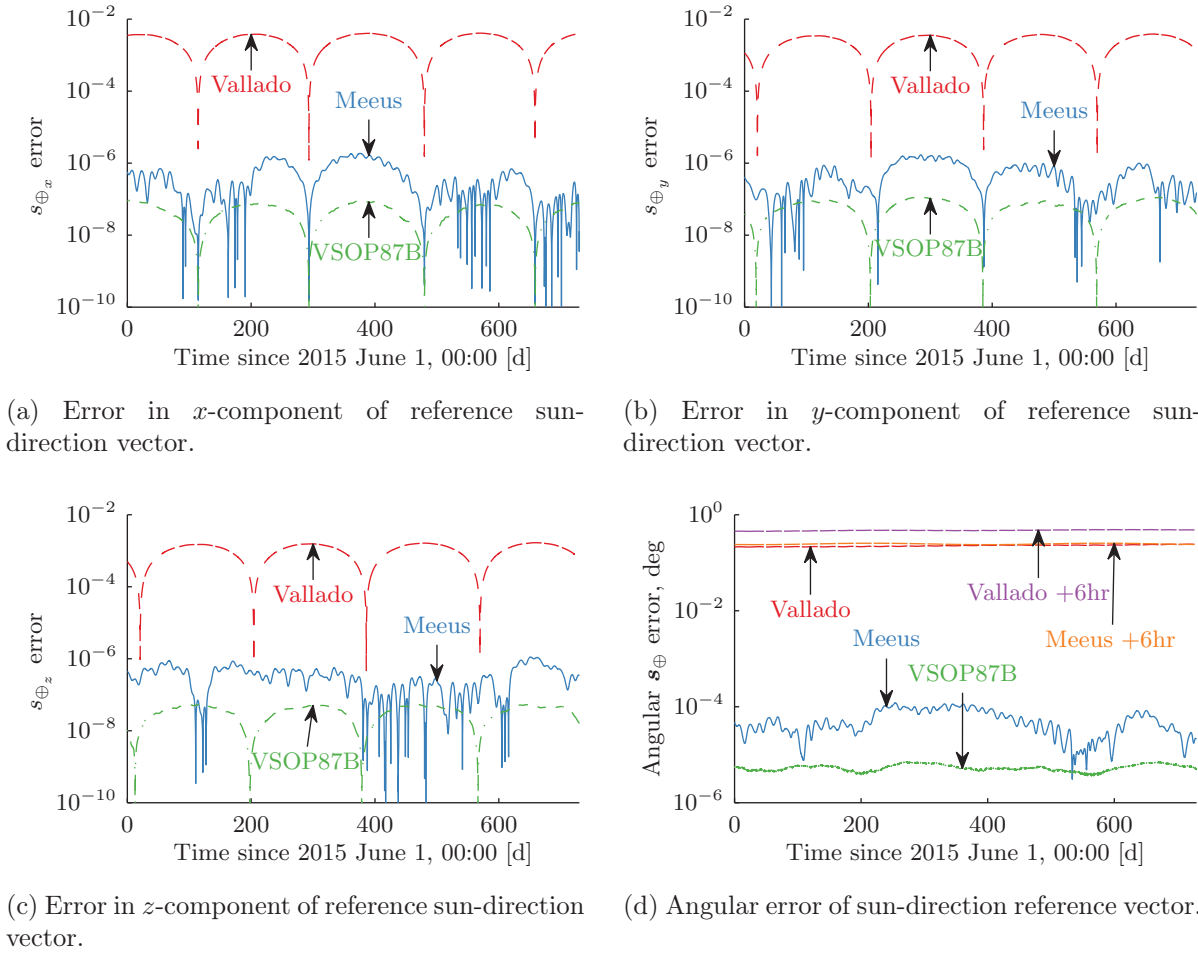 10^−2
10^−4
10^−6
10^−8
10^−10
s⊕x error
Vallado
Meeus
VSOP87B
0 200 400 600
Time since 2015 June 1, 00:00 [d]
(a) Error in x-component of reference sun-
direction vector.
10^−2
10^−4
10^−6
10^−8
10^−10
s⊕y error
Vallado
Meeus
VSOP87B
0 200 400 600
Time since 2015 June 1, 00:00 [d]
(b) Error in y-component of reference sun-
direction vector.
10^−2
10^−4
10^−6
10^−8
10^−10
s⊕z error
Vallado
Meeus
VSOP87B
0 200 400 600
Time since 2015 June 1, 00:00 [d]
(c) Error in z-component of reference sun-direction
vector.
10^0
10^−2
10^−4
10^−6
Angular s⊕ error, deg
Vallado +6hr
Vallado
Meeus +6hr
Meeus
VSOP87B
0 200 400 600
Time since 2015 June 1, 00:00 [d]
(d) Angular error of sun-direction reference vector.